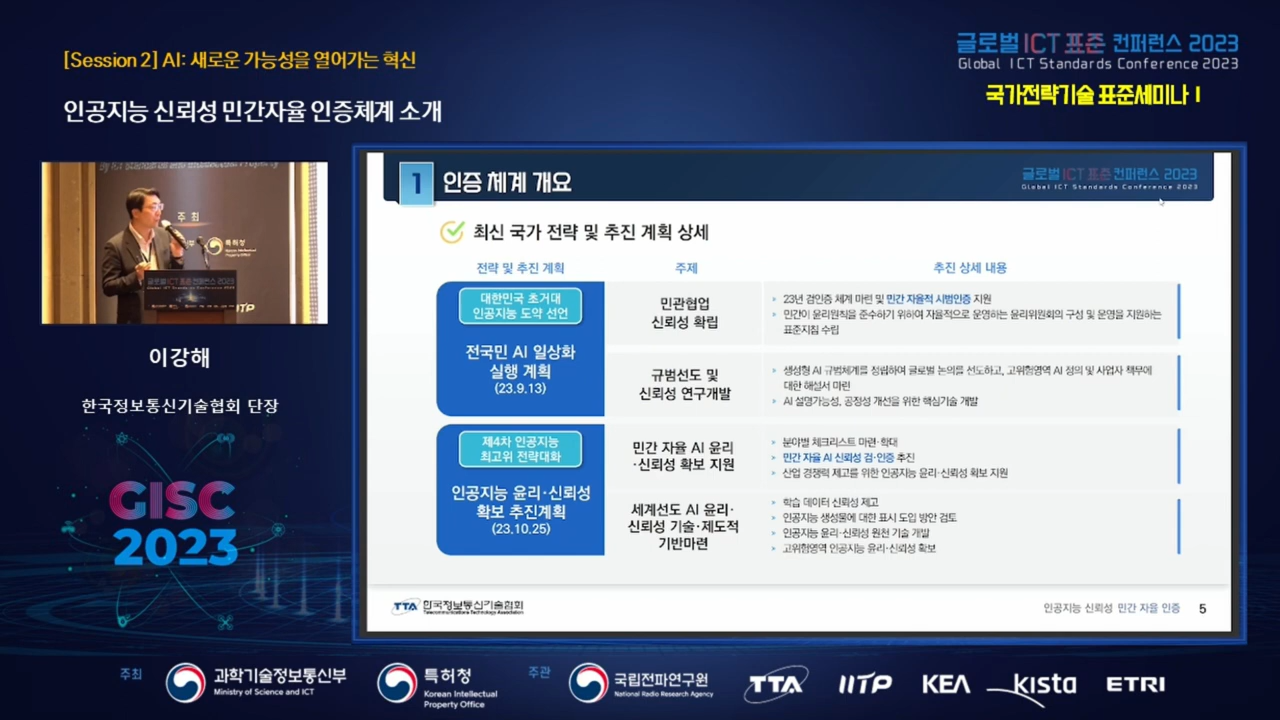 [Session 2] AI: 새로운 가능성을 열어가는 혁신
인공지능 신뢰성 민간자율 인증체계 소개
글로벌 ICT 표준 컨퍼런스 2023
Global ICT Standards Conference 2023
국가전략기술 표준세미나 I
주 최
특허청
글로벌 ICT 표준 컨퍼런스 2023
IITP
이강해
한국정보통신기술협회 단장
GISC
2023
1 인증 체계 개요
글로벌 ICT 표준 컨퍼런스 2023
Global ICT Standards Conference 2023
최신 국가 전략 및 추진 계획 상세
전략 및 추진 계획 주제 추진 상세 내용
대한민국 초거대
인공지능 도약 선언
전국민 AI 일상화
실행 계획
(23.9.13)
민관협업
신뢰성 확립
23년 검인증 체계 마련 및 민간 자율적 시범인증 지원
민간이 윤리원칙을 준수하기 위하여 자율적으로 운영하는 윤리위원회의 구성 및 운영을 지원하는
표준지침 수립
규범선도 및
신뢰성 연구개발
생성형 AI 규범체계를 정립하여 글로벌 논의를 선도하고, 고위험영역 AI 정의 및 사업자 책무에
대한 해설서 마련
AI 설명가능성, 공정성 개선을 위한 핵심기술 개발
제4차 인공지능
최고위 전략대화
인공지능 윤리·신뢰성
확보 추진계획
(23.10.25)
민간 자율 AI 윤리
·신뢰성 확보 지원
분야별 체크리스트 마련·확대
민간 자율 AI 신뢰성 검·인증 추진
산업 경쟁력 제고를 위한 인공지능 윤리·신뢰성 확보 지원
세계선도 AI 윤리·
신뢰성 기술·제도적
기반마련
학습 데이터 신뢰성 제고
인공지능 생성물에 대한 표시 도입 방안 검토
인공지능 윤리·신뢰성 원천 기술 개발
고위험영역 인공지능 윤리·신뢰성 확보
TTA 한국정보통신기술협회
Telecommunications Technology Association
인공지능 신뢰성 민간 자율 인증 5
주최 과학기술정보통신부
Ministry of Science and ICT
특허청
Korean Intellectual
Property Office
주관 국립전파연구원
National Radio Research Agency
TTA IITP KEA kista ETRI